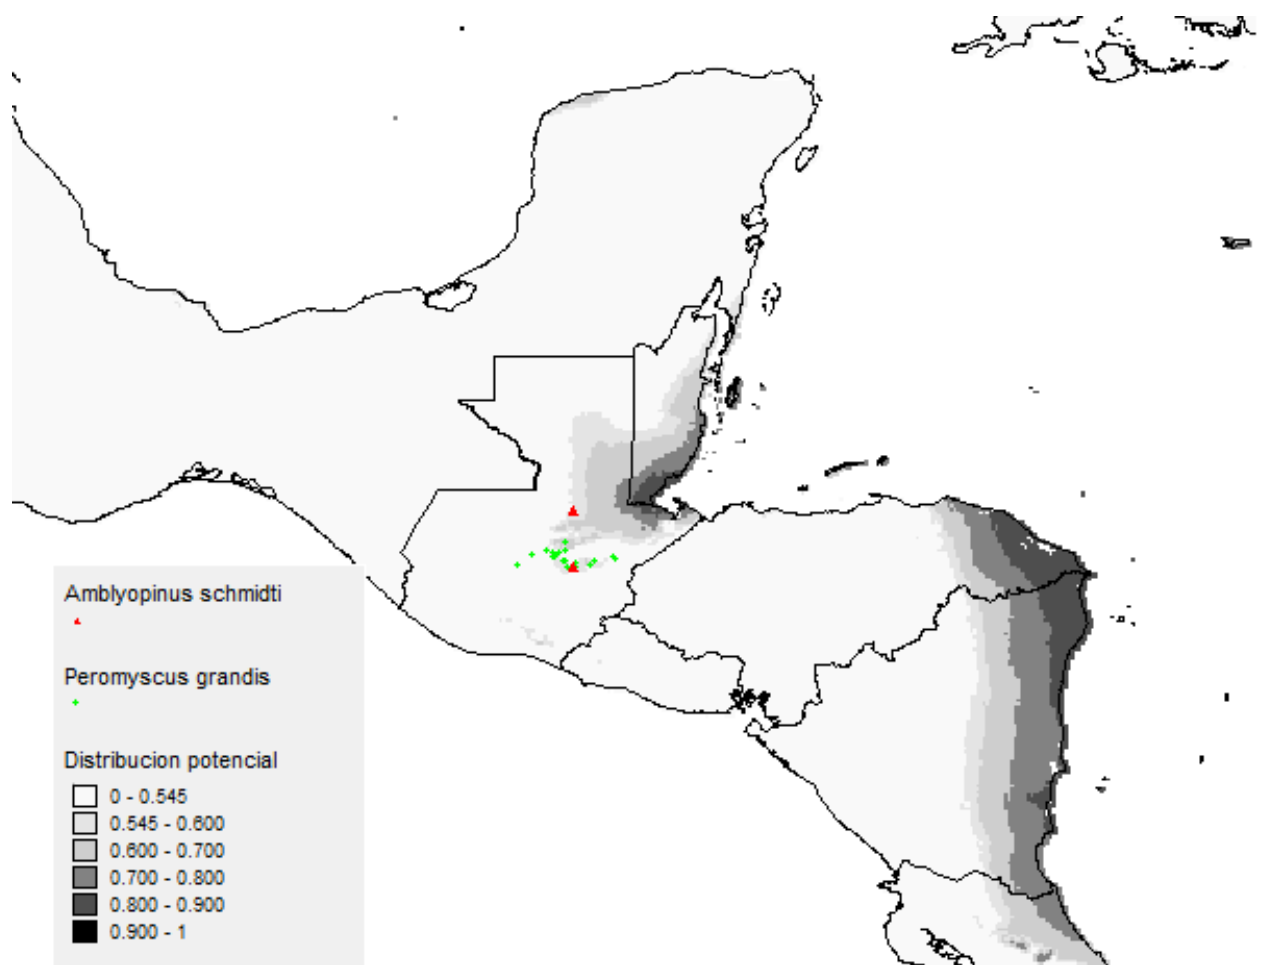 Amblyopinus schmidti
Peromyscus grandis
Distribucion potencial
0 - 0.545
0.545 - 0.600
0.600 - 0.700
0.700 - 0.800
0.800 - 0.900
0.900 - 1